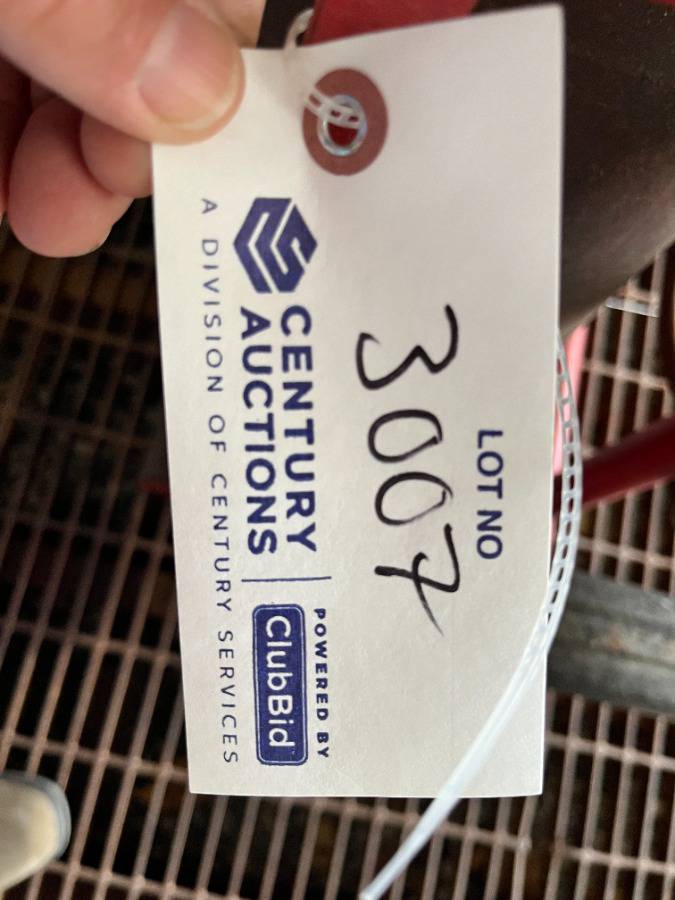 LOT NO
3007
CENTURY
AUCTIONS
POWERED BY
ClubBid
A DIVISION OF CENTURY SERVICES